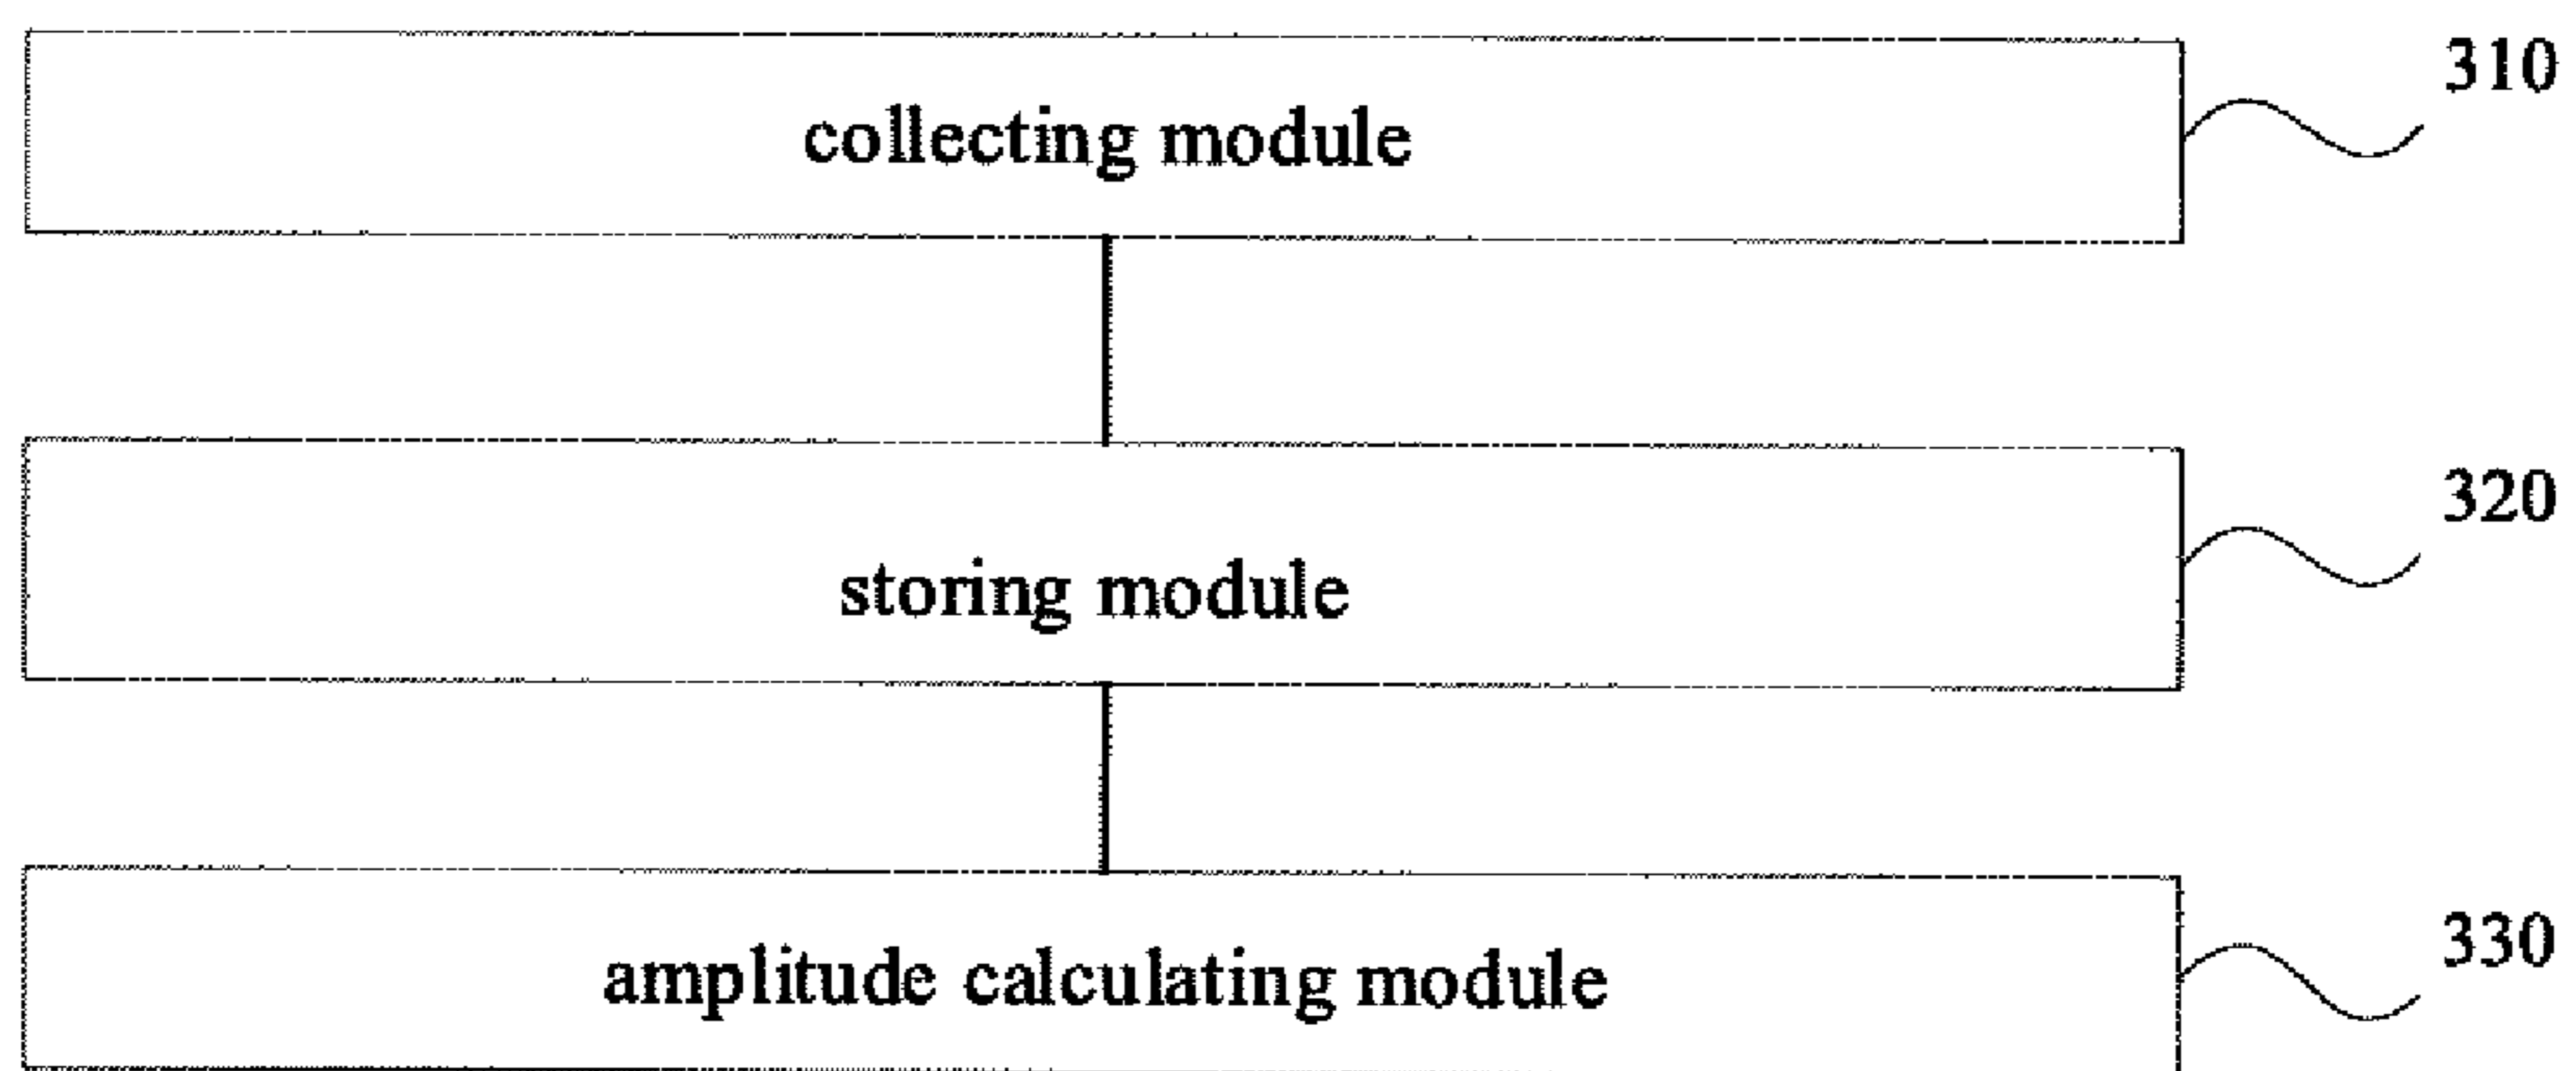 310
collecting module
320
storing module
330
amplitude calculating module